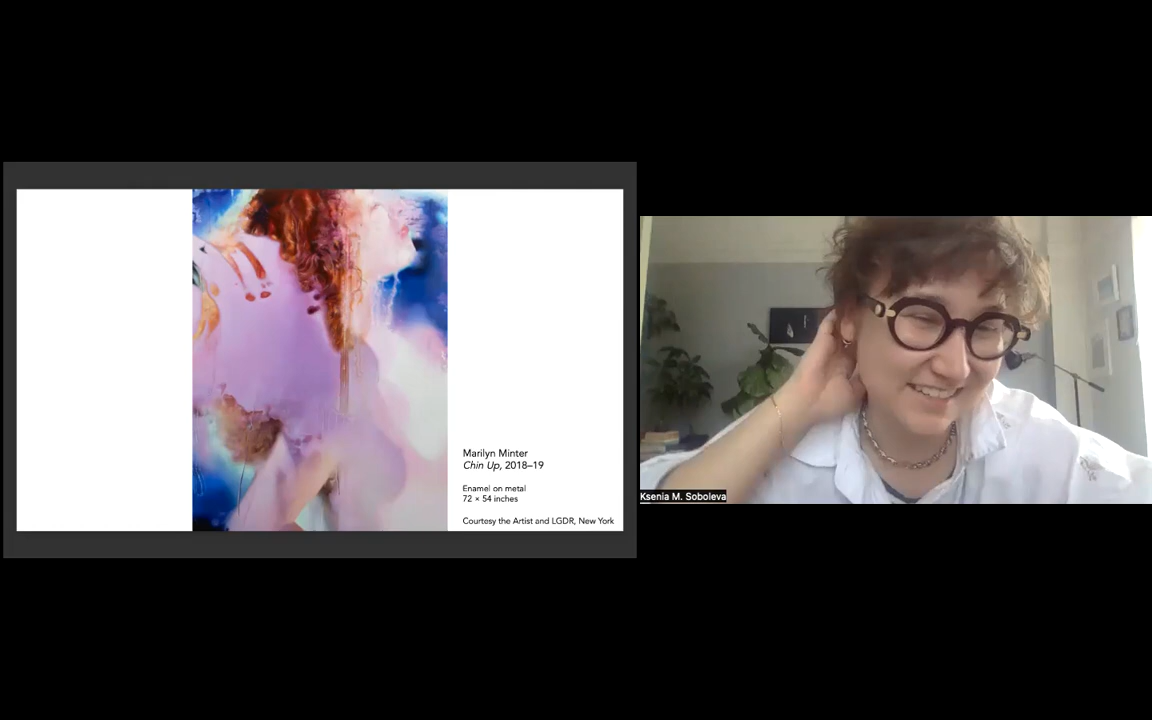 Marilyn Minter
Chin Up, 2018–19
Enamel on metal
72 × 54 inches
Courtesy the Artist and LGDR, New York
Ksenia M. Soboleva